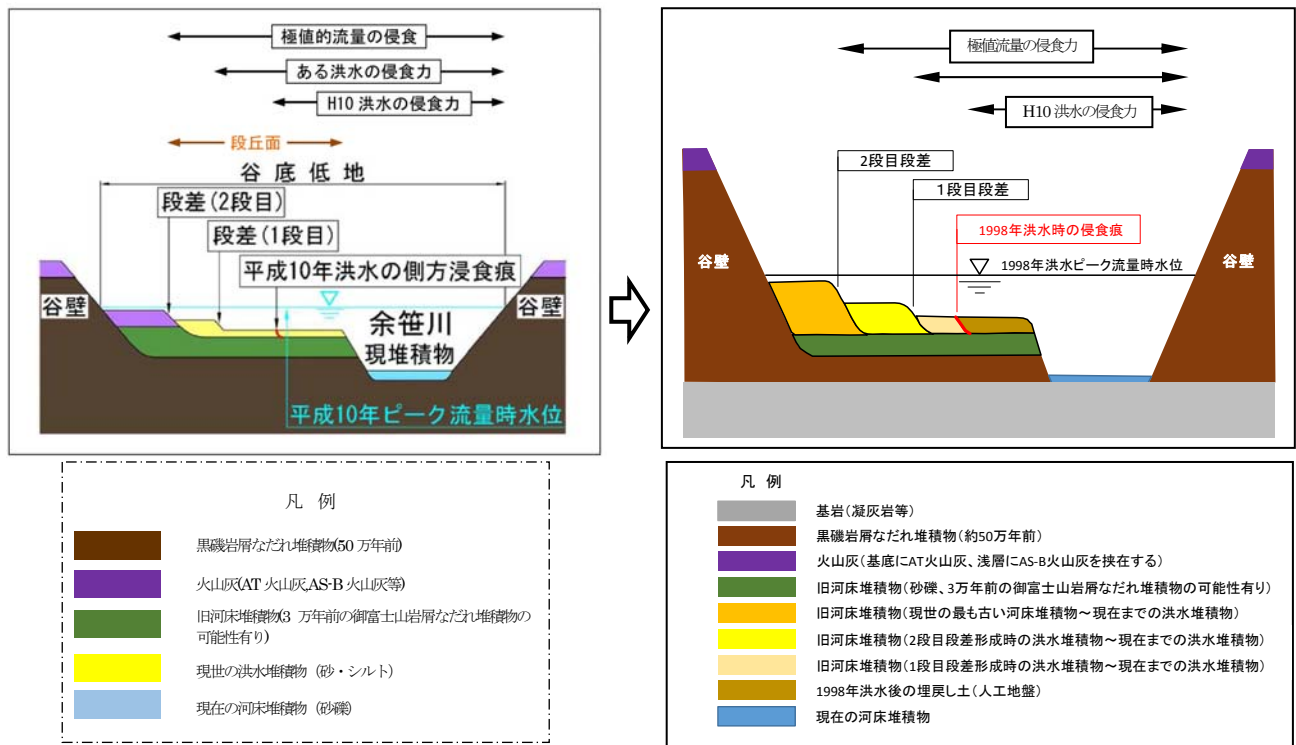 極値的流量の侵食
ある洪水の侵食力
H10 洪水の侵食力
段丘面
谷底低地
段差(2段目)
段差(1段目)
平成10年洪水の側方浸食痕
谷壁
谷壁
余笹川
現堆積物
平成10年ピーク流量時水位
凡 例
黒磯岩屑なだれ堆積物(50 万年前)
火山灰(AT 火山灰,AS-B 火山灰等)
旧河床堆積物(3 万年前の御富士山岩屑なだれ堆積物の
可能性有り)
現世の洪水堆積物 (砂・シルト)
現在の河床堆積物 (砂礫)
極値流量の侵食力
H10 洪水の侵食力
2段目段差
1段目段差
1998年洪水時の侵食痕
1998年洪水ピーク流量時水位
谷壁
谷壁
凡 例
基岩(凝灰岩等)
黒磯岩屑なだれ堆積物(約50万年前)
火山灰(基底にAT火山灰、浅層にAS-B火山灰を挟在する)
旧河床堆積物(砂礫、3万年前の御富士山岩屑なだれ堆積物の可能性有り)
旧河床堆積物(現世の最も古い河床堆積物~現在までの洪水堆積物)
旧河床堆積物(2段目段差形成時の洪水堆積物~現在までの洪水堆積物)
旧河床堆積物(1段目段差形成時の洪水堆積物~現在までの洪水堆積物)
1998年洪水後の埋戻し土(人工地盤)
現在の河床堆積物